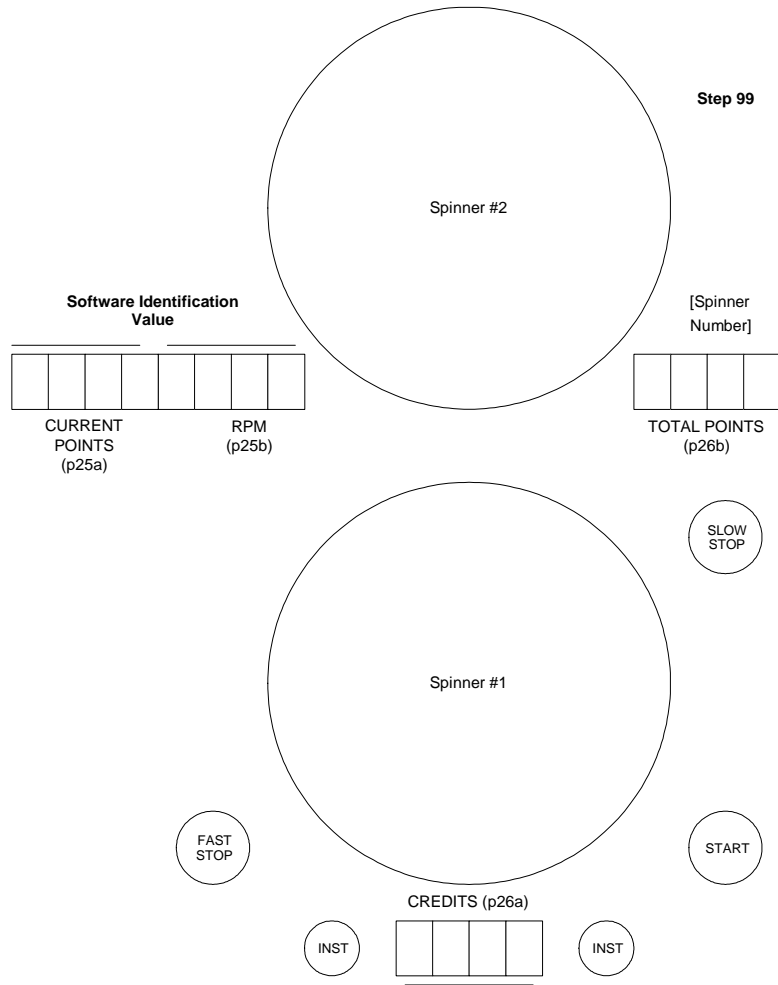 Step 99
Spinner #2
Software Identification
Value
[Spinner
Number]
CURRENT
POINTS
(p25a)
RPM
(p25b)
TOTAL POINTS
(p26b)
SLOW
STOP
Spinner #1
FAST
STOP
START
CREDITS (p26a)
INST
INST